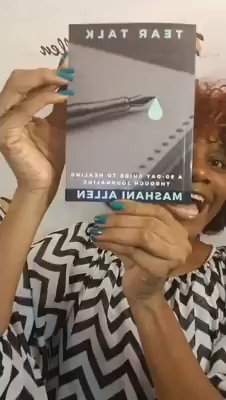 TEAR TALK
A 90-DAY GUIDE TO HEALING
THROUGH JOURNALING
MASHANI ALLEN